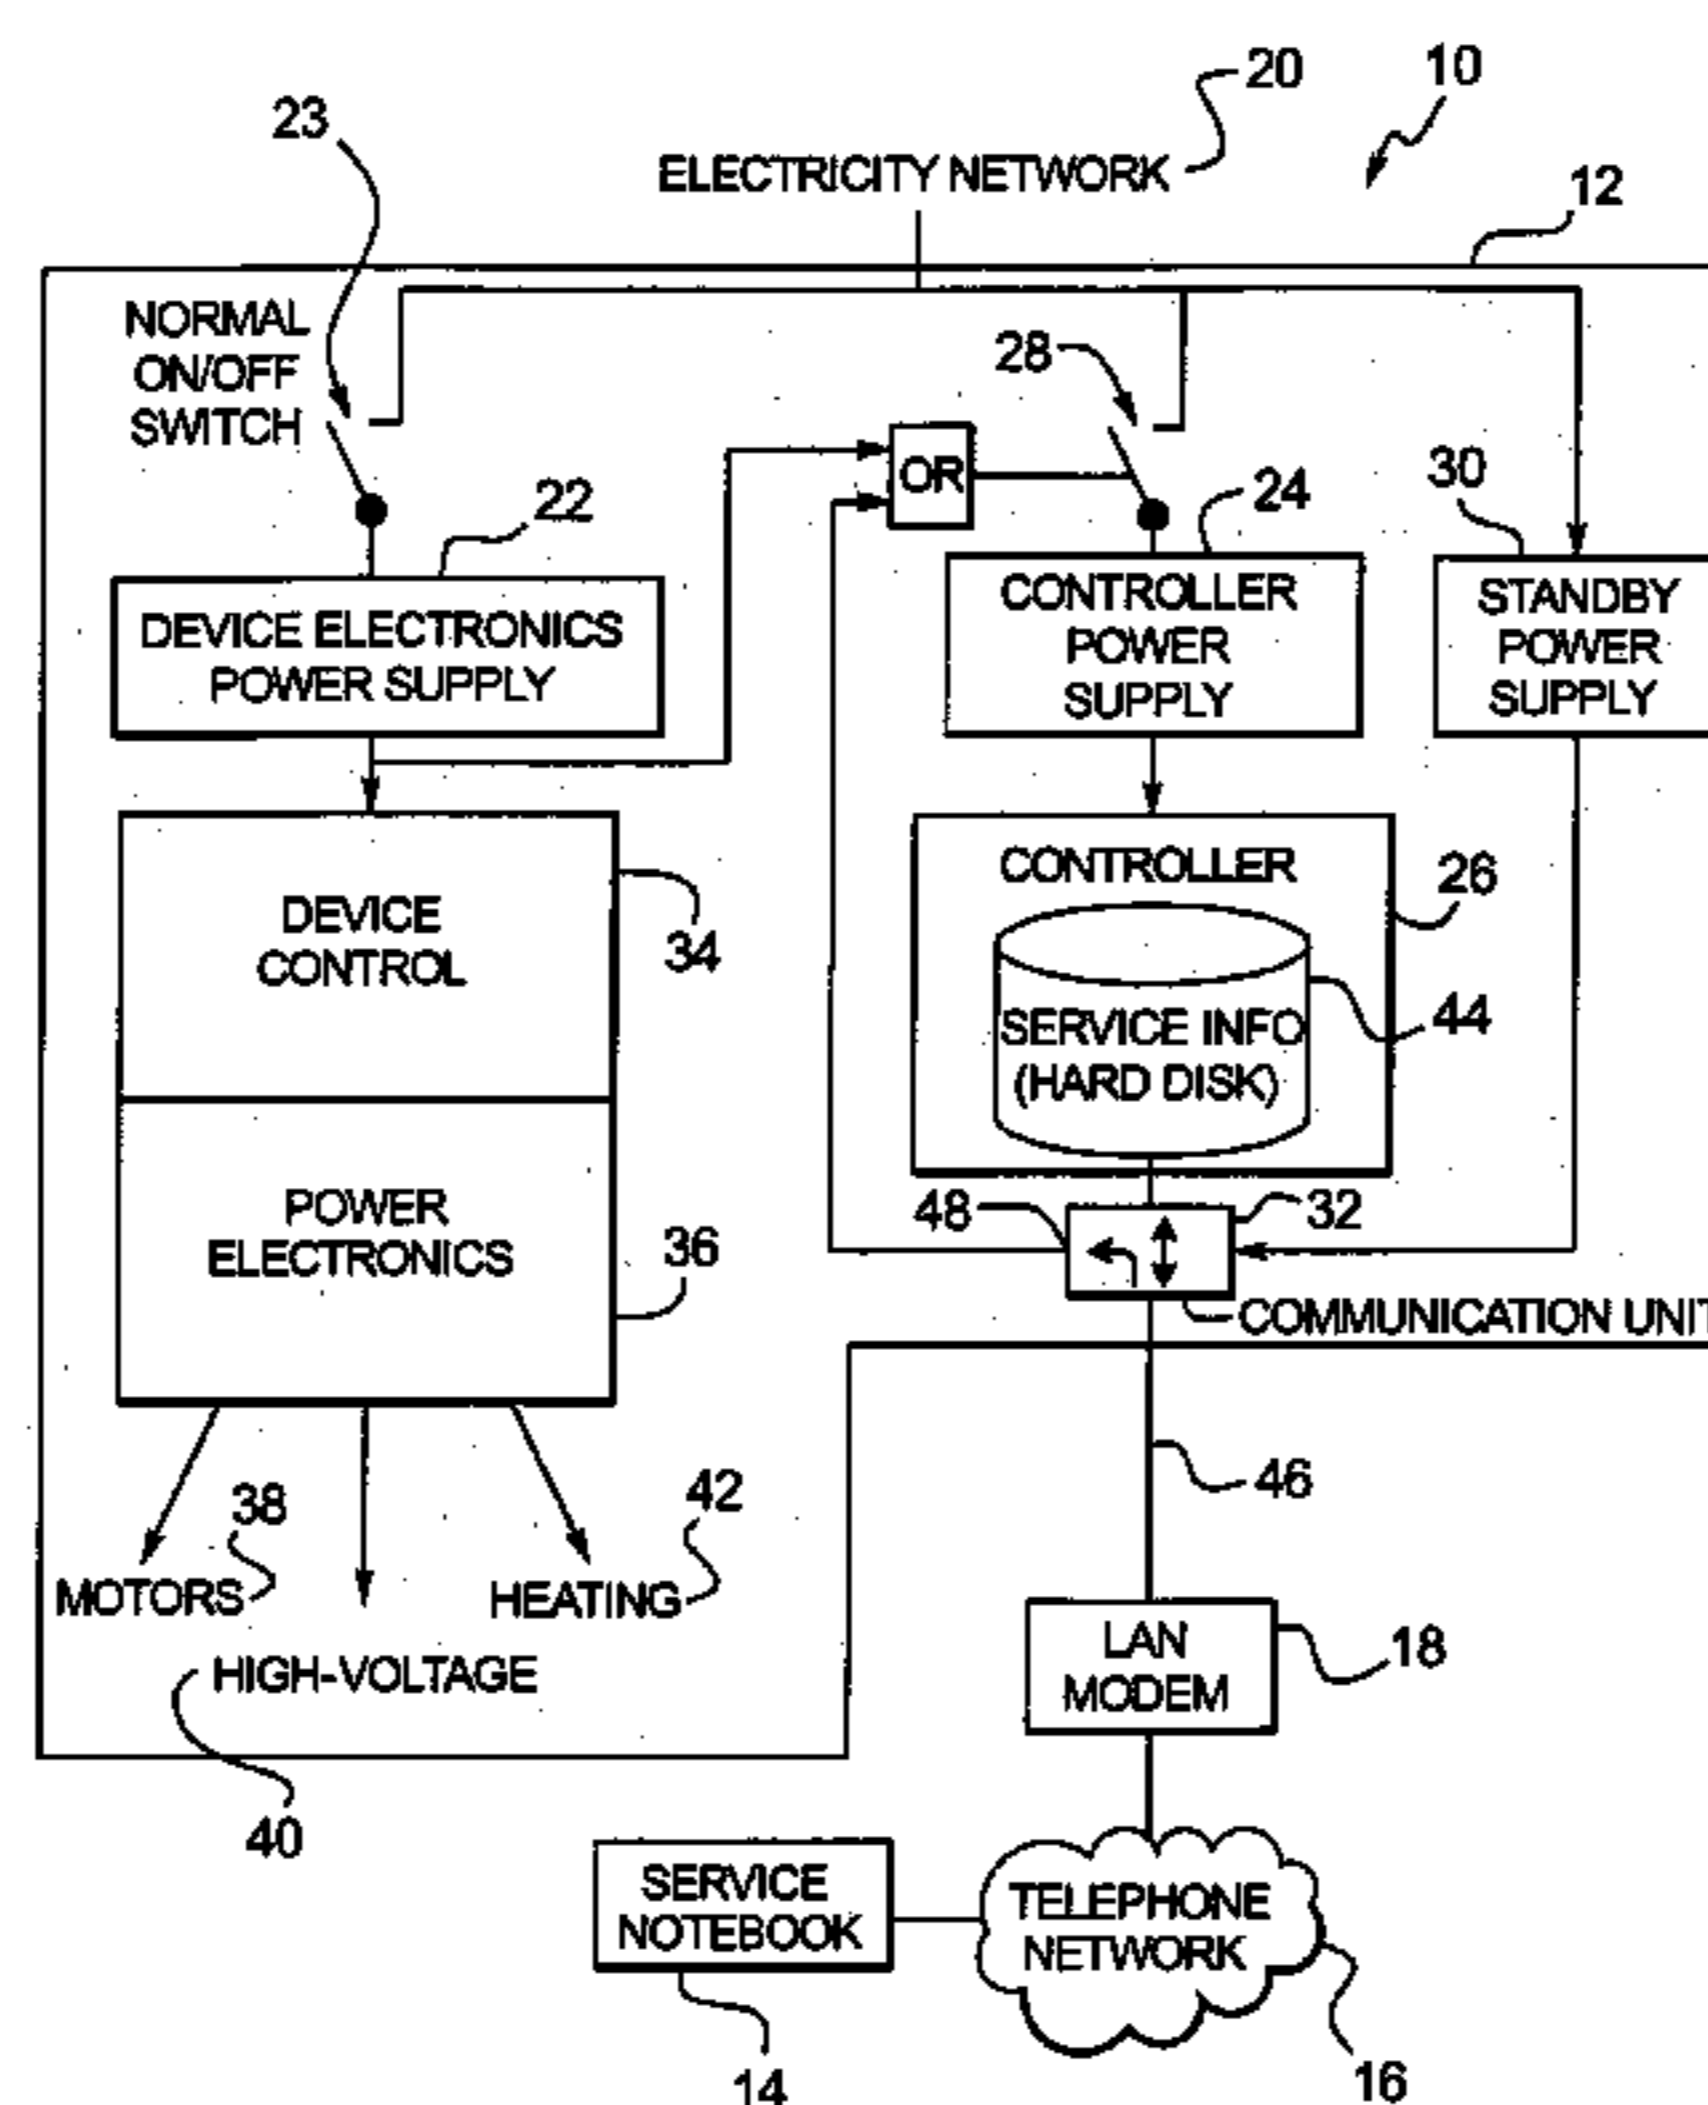 20
10
23
ELECTRICITY NETWORK
12
NORMAL
ON/OFF
SWITCH
28
OR
22
24
30
DEVICE ELECTRONICS
POWER SUPPLY
CONTROLLER
POWER
SUPPLY
STANDBY
POWER
SUPPLY
DEVICE
CONTROL
34
CONTROLLER
26
SERVICE INFO
(HARD DISK)
44
POWER
ELECTRONICS
36
48
32
COMMUNICATION UNIT
46
38
42
MOTORS
HEATING
HIGH-VOLTAGE
40
LAN
MODEM
18
SERVICE
NOTEBOOK
14
TELEPHONE
NETWORK
16